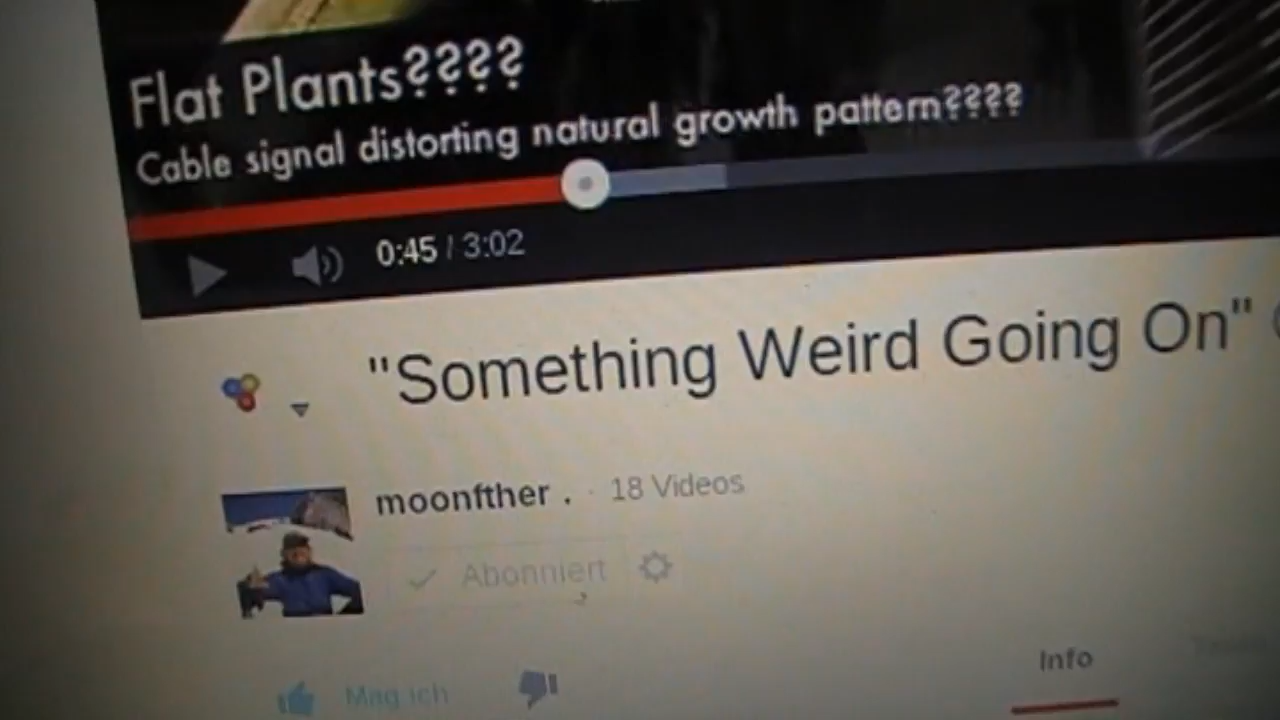 Flat Plants????
Cable signal distorting natural growth pattern????
0:45 / 3:02
"Something Weird Going On"
moonfther . · 18 Videos
Abonniert
Mag ich
Info